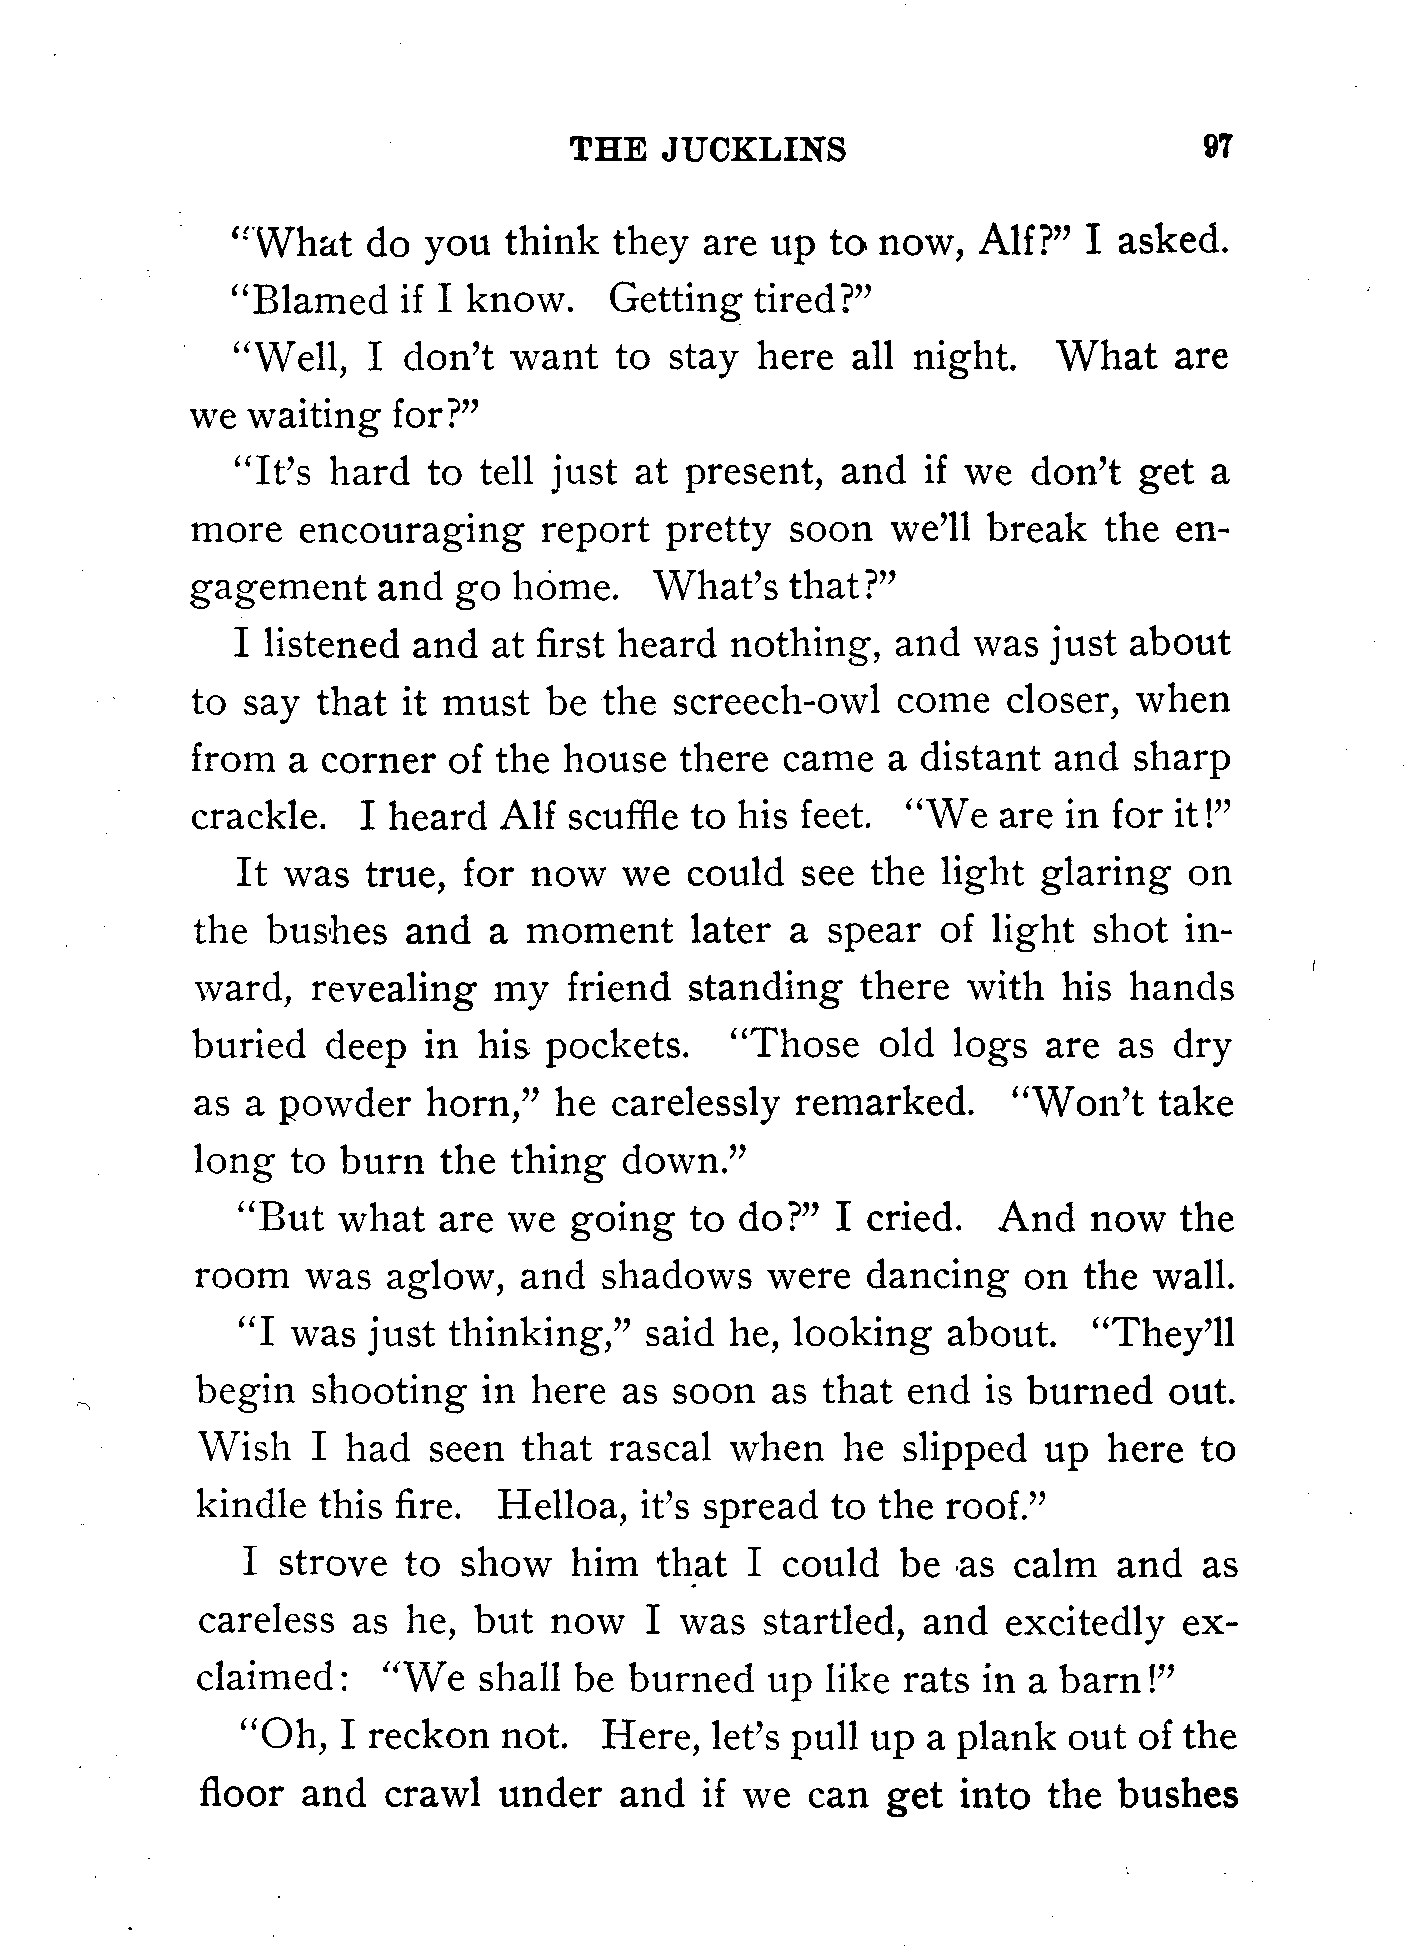 THE JUCKLINS 97
"What do you think they are up to now, Alf?" I asked.
"Blamed if I know. Getting tired?"
"Well, I don't want to stay here all night. What are
we waiting for?"
"It's hard to tell just at present, and if we don't get a
more encouraging report pretty soon we'll break the en-
gagement and go home. What's that?"
I listened and at first heard nothing, and was just about
to say that it must be the screech-owl come closer, when
from a corner of the house there came a distant and sharp
crackle. I heard Alf scuffle to his feet. "We are in for it!"
It was true, for now we could see the light glaring on
the bushes and a moment later a spear of light shot in-
ward, revealing my friend standing there with his hands
buried deep in his pockets. "Those old logs are as dry
as a powder horn," he carelessly remarked. "Won't take
long to burn the thing down."
"But what are we going to do?" I cried. And now the
room was aglow, and shadows were dancing on the wall.
"I was just thinking," said he, looking about. "They'll
begin shooting in here as soon as that end is burned out.
Wish I had seen that rascal when he slipped up here to
kindle this fire. Helloa, it's spread to the roof."
I strove to show him that I could be as calm and as
careless as he, but now I was startled, and excitedly ex-
claimed: "We shall be burned up like rats in a barn!"
"Oh, I reckon not. Here, let's pull up a plank out of the
floor and crawl under and if we can get into the bushes